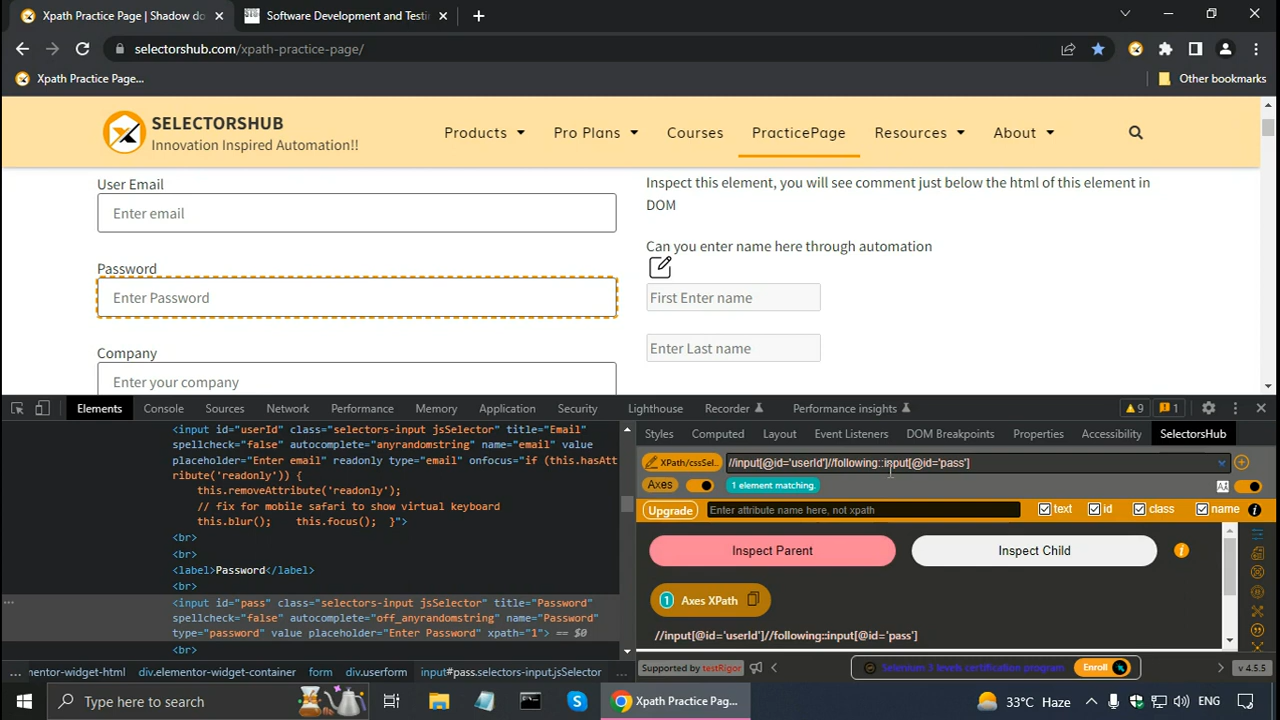 Xpath Practice Page | Shadow do
Software Development and Testi
selectorshub.com/xpath-practice-page/
Xpath Practice Page...
Other bookmarks
SELECTORSHUB
Innovation Inspired Automation!!
Products
Pro Plans
Courses
PracticePage
Resources
About
User Email
Enter email
Password
Enter Password
Company
Enter your company
Inspect this element, you will see comment just below the html of this element in
DOM
Can you enter name here through automation
First Enter name
Enter Last name
Elements
Console
Sources
Network
Performance
Memory
Application
Security
Lighthouse
Recorder
Performance insights
9
1
<input id="userId" class="selectors-input jsSelector" title="Email"
spellcheck="false" autocomplete="anyrandomstring" name="email" value
placeholder="Enter email" readonly type="email" onfocus="if (this.hasAtt
ribute('readonly')) {
this.removeAttribute('readonly');
// fix for mobile safari to show virtual keyboard
this.blur();    this.focus();  }">
<br>
<br>
<label>Password</label>
<br>
<input id="pass" class="selectors-input jsSelector" title="Password"
spellcheck="false" autocomplete="off_anyrandomstring" name="Password"
type="password" value placeholder="Enter Password" xpath="1"> == $0
<br>
... mentor-widget-html
div.elementor-widget-container
form
div.userform
input#pass.selectors-input.jsSelector
...
Styles
Computed
Layout
Event Listeners
DOM Breakpoints
Properties
Accessibility
SelectorsHub
XPath/cssSel..
//input[@id='userId']//following::input[@id='pass']
Axes
1 element matching.
Upgrade
Enter attribute name here, not xpath
text
id
class
name
Inspect Parent
Inspect Child
1
Axes XPath
//input[@id='userId']//following::input[@id='pass']
Supported by testRigor
Selenium 3 levels certification program
Enroll
v 4.5.5
Type here to search
Xpath Practice Pag...
33°C Haze
ENG